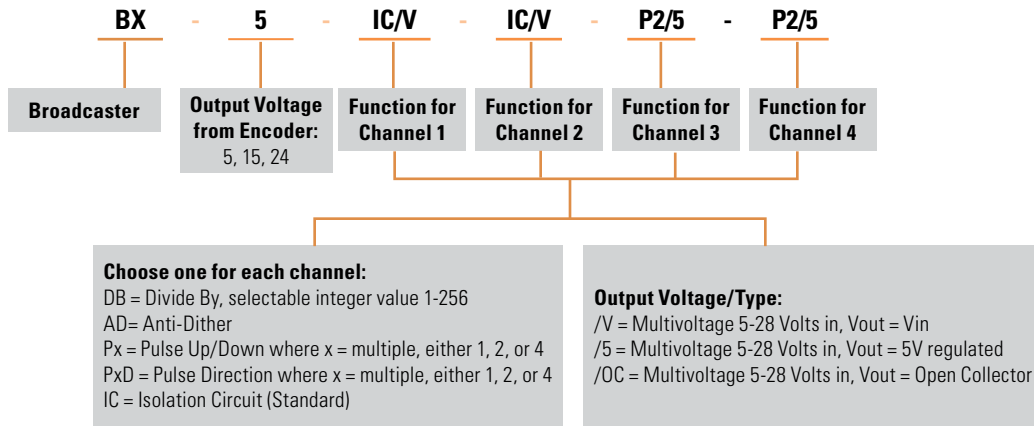 BX - 5 - IC/V - IC/V - P2/5 - P2/5
Broadcaster
Output Voltage
from Encoder:
5, 15, 24
Function for
Channel 1
Function for
Channel 2
Function for
Channel 3
Function for
Channel 4
Choose one for each channel:
DB = Divide By, selectable integer value 1-256
AD= Anti-Dither
Px = Pulse Up/Down where x = multiple, either 1, 2, or 4
PxD = Pulse Direction where x = multiple, either 1, 2, or 4
IC = Isolation Circuit (Standard)
Output Voltage/Type:
/V = Multivoltage 5-28 Volts in, Vout = Vin
/5 = Multivoltage 5-28 Volts in, Vout = 5V regulated
/OC = Multivoltage 5-28 Volts in, Vout = Open Collector